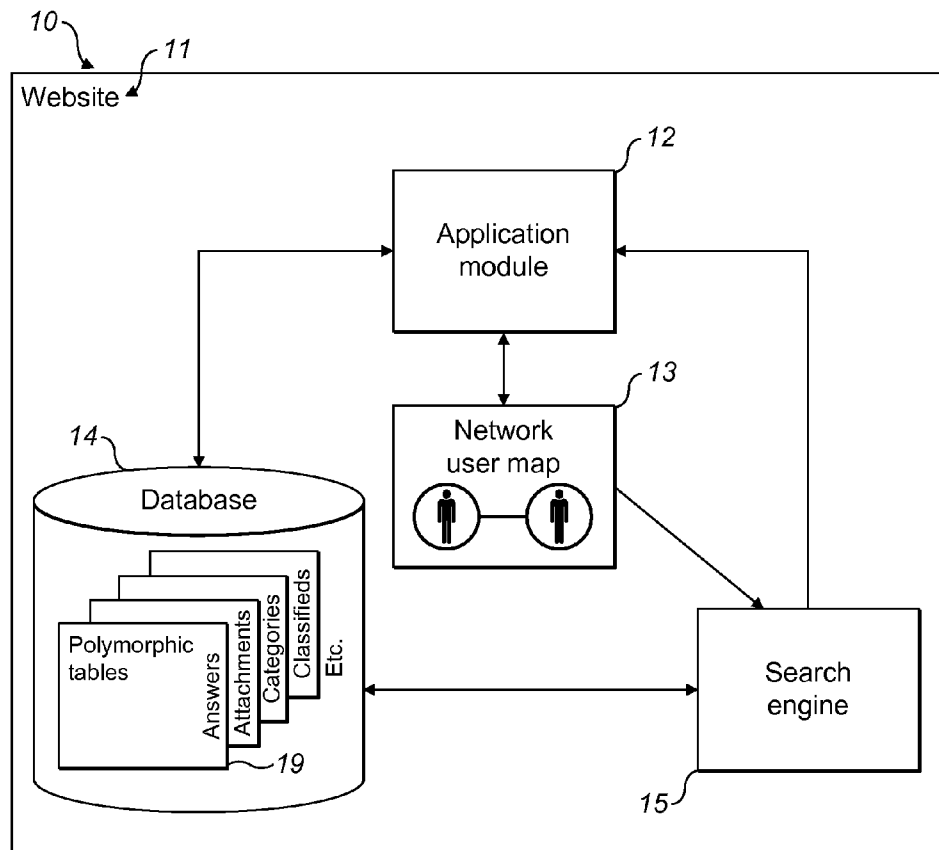 10
11
Website
12
Application
module
13
Network
user map
14
Database
Polymorphic
tables
Answers
Attachments
Categories
Classifieds
Etc.
19
Search
engine
15